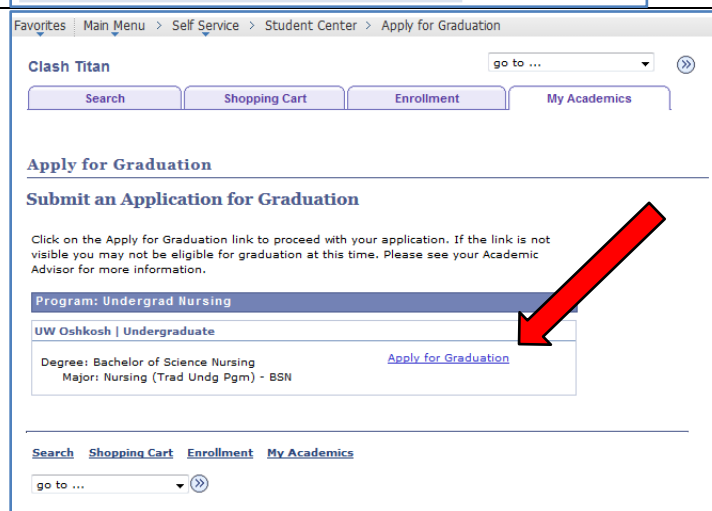 Favorites Main Menu > Self Service > Student Center > Apply for Graduation
Clash Titan
go to ...
Search Shopping Cart Enrollment My Academics
Apply for Graduation
Submit an Application for Graduation
Click on the Apply for Graduation link to proceed with your application. If the link is not
visible you may not be eligible for graduation at this time. Please see your Academic
Advisor for more information.
Program: Undergrad Nursing
UW Oshkosh | Undergraduate
Degree: Bachelor of Science Nursing
Apply for Graduation
Major: Nursing (Trad Undg Pgm) - BSN
Search Shopping Cart Enrollment My Academics
go to ...